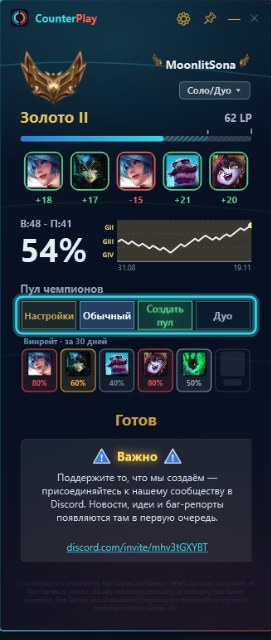 CounterPlay
MoonlitSona
Соло/Дуо
Золото II
62 LP
+18 +17 -15 +21 +20
В:48 - П:41
54%
GII
GIII
GIV
31.08 19.11
Пул чемпионов
Настройки Обычный Создать пул Дуо
Винрейт - за 30 дней
80% 60% 40% 80% 50%
Готов
Важно
Поддержите то, что мы создаём —
присоединяйтесь к нашему сообществу в
Discord. Новости, идеи и баг-репорты
появляются там в первую очередь.
discord.com/invite/mhv3tGXYBT